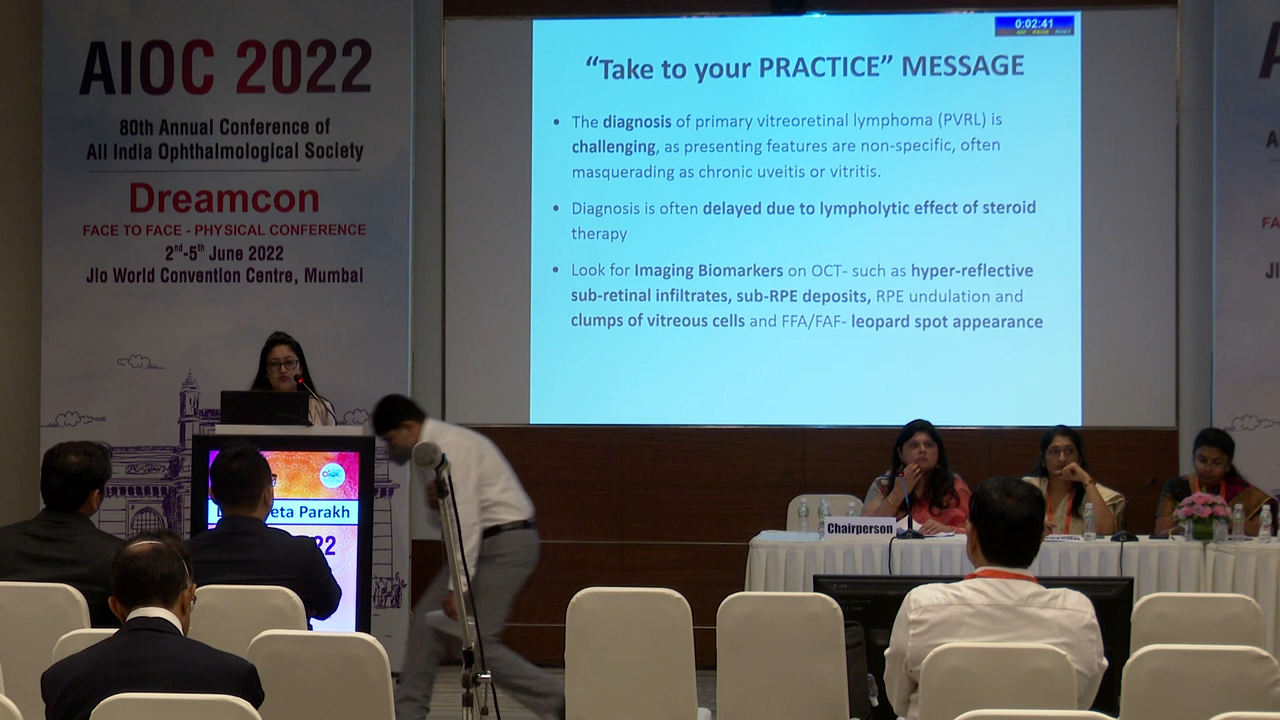 AIOC 2022
80th Annual Conference of
All India Ophthalmological Society
Dreamcon
FACE TO FACE - PHYSICAL CONFERENCE
2nd-5th June 2022
JIo World Convention Centre, Mumbai
0:02:41
“Take to your PRACTICE” MESSAGE
• The diagnosis of primary vitreoretinal lymphoma (PVRL) is
challenging, as presenting features are non-specific, often
masquerading as chronic uveitis or vitritis.
• Diagnosis is often delayed due to lympholytic effect of steroid
therapy
• Look for Imaging Biomarkers on OCT- such as hyper-reflective
sub-retinal infiltrates, sub-RPE deposits, RPE undulation and
clumps of vitreous cells and FFA/FAF- leopard spot appearance
Parakh
22
Chairperson